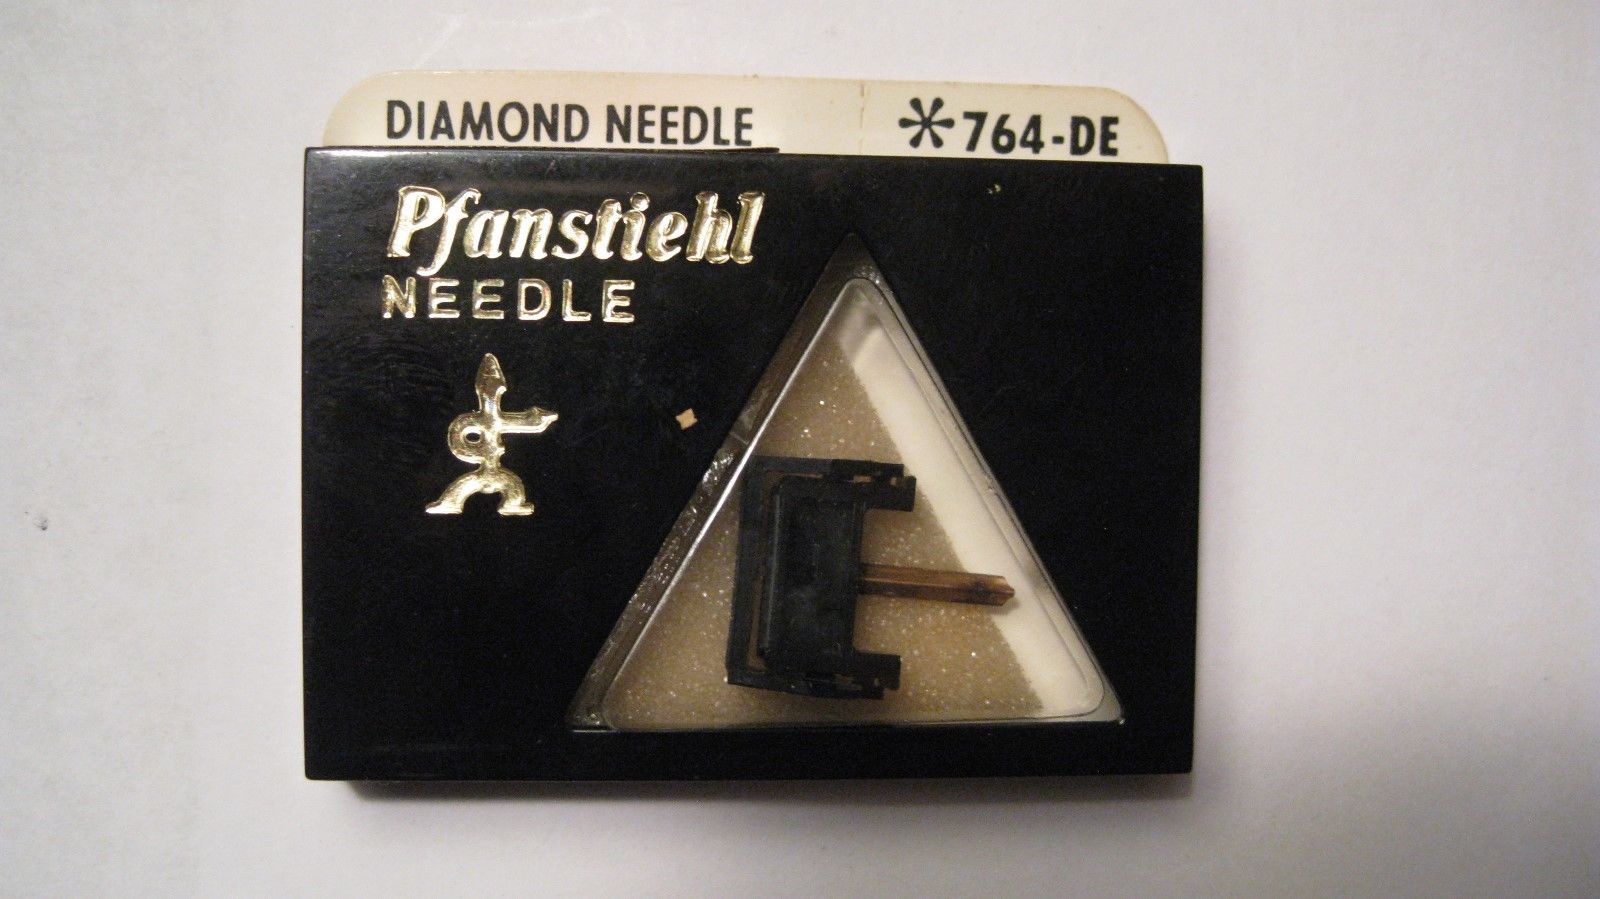 DIAMOND NEEDLE *764-DE
Pfanstiehl
NEEDLE